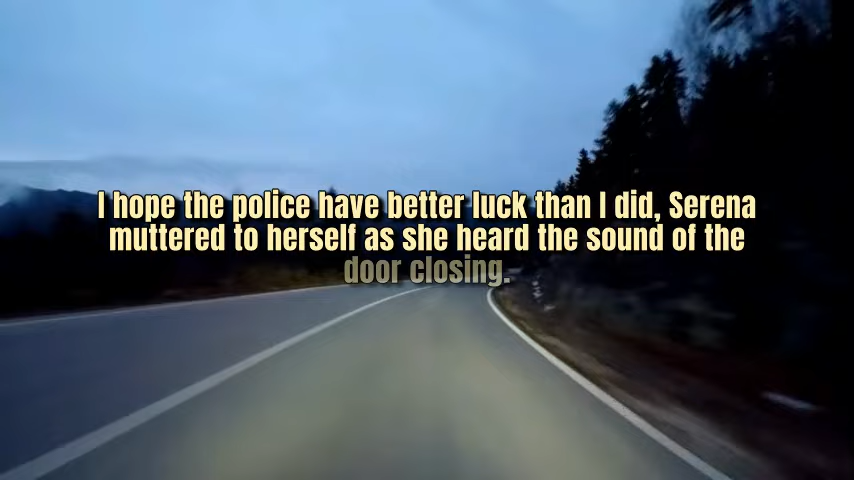 I hope the police have better luck than I did, Serena
muttered to herself as she heard the sound of the
door closing.